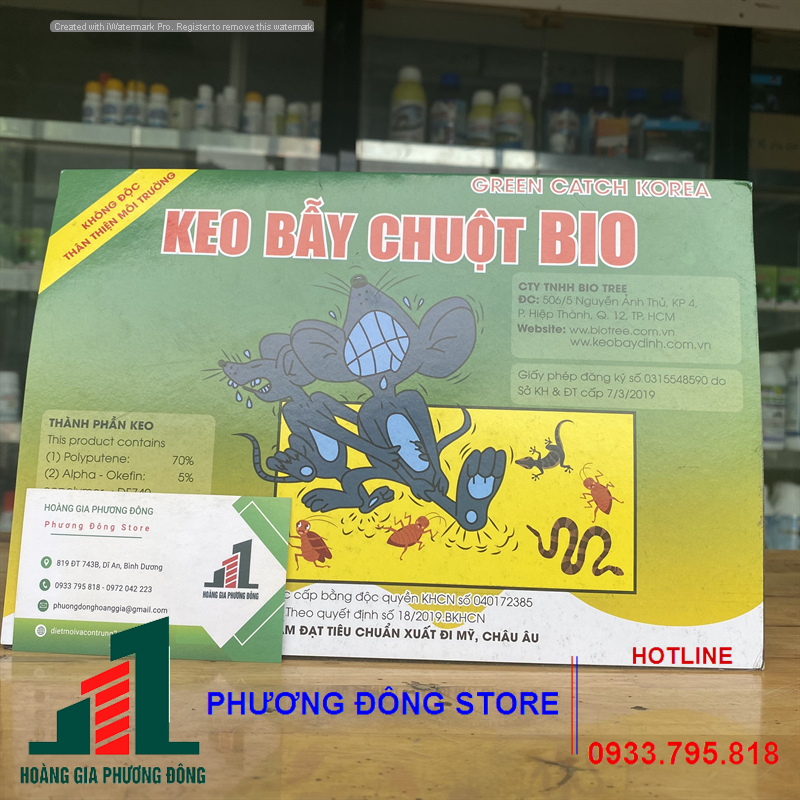 Created with iWatermark Pro. Register to remove this watermark
GREEN CATCH KOREA
KHÔNG ĐỘC
THÂN THIỆN MÔI TRƯỜNG
KEO BẪY CHUỘT BIO
CTY TNHH BIO TREE
ĐC: 506/5 Nguyễn Ảnh Thủ, KP 4,
P. Hiệp Thành, Q. 12, TP. HCM
Website: ww.biotree.com.vn
ww.keobaydinh.com.vn
Giấy phép đăng ký số 0315548590 do
Sở KH & ĐT cấp 7/3/2019
THÀNH PHẦN KEO
This product contains
(1) Polyputene: 70%
(2) Alpha - Okefin: 5%
HOÀNG GIA PHƯƠNG ĐÔNG
Phương Đông Store
819 ĐT 743B, Dĩ An, Bình Dương
0933 795 818 - 0972 042 223
phuongdonghoanggia@gmail.com
HOÀNG GIA PHƯƠNG ĐÔNG
cấp bằng độc quyền KHCN số 040172385
Theo quyết định số 18/2019.BKHCN
ĐẠT TIÊU CHUẨN XUẤT ĐI MỸ, CHÂU ÂU
HOTLINE
PHƯƠNG ĐÔNG STORE
0933.795.818
HOÀNG GIA PHƯƠNG ĐÔNG